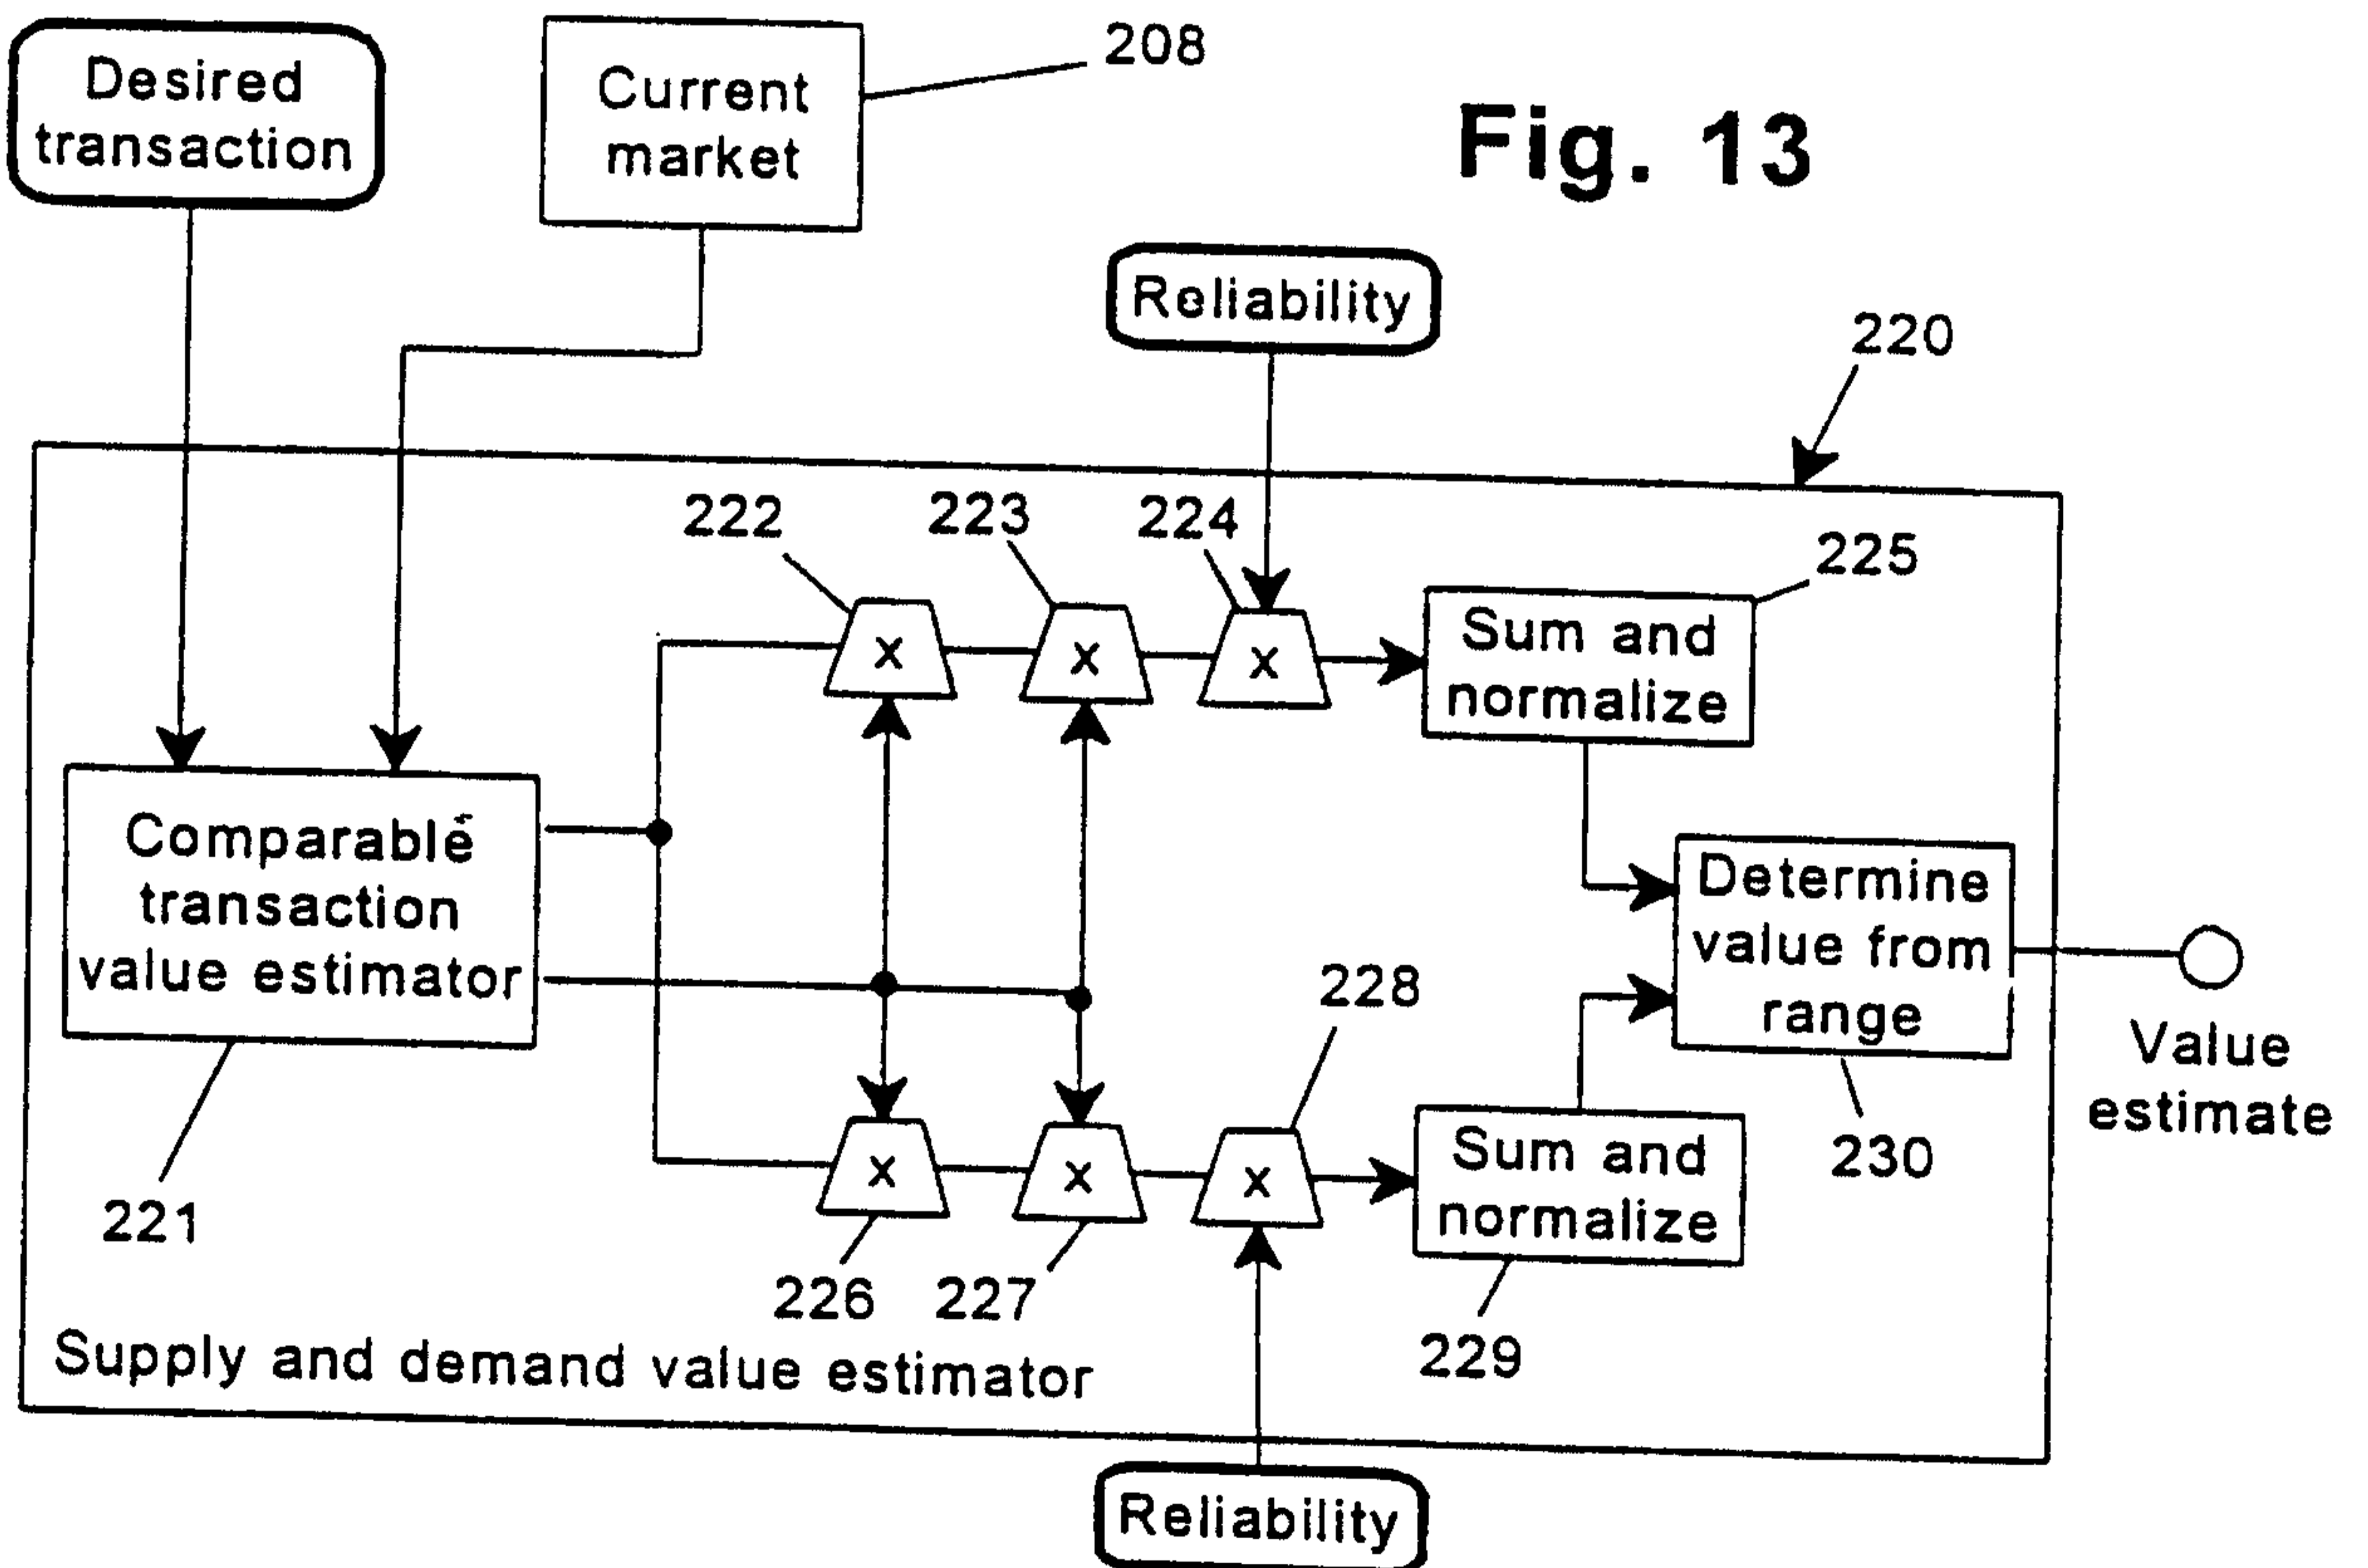 Desired
transaction
Current
market
208
Fig. 13
Reliability
220
222
223
224
225
x
x
x
Sum and
normalize
Comparable
transaction
value estimator
221
Determine
value from
range
230
Value
estimate
228
x
x
x
Sum and
normalize
226
227
229
Supply and demand value estimator
Reliability